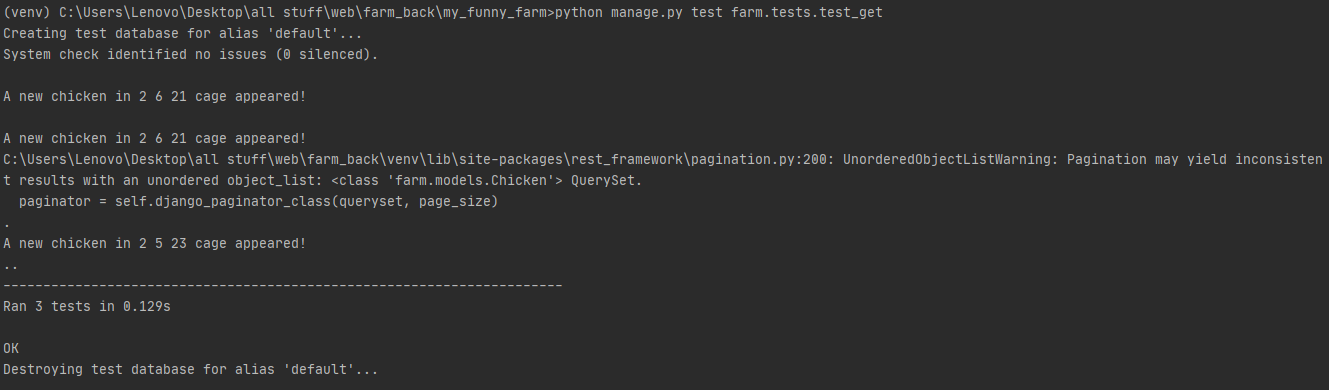 (venv) C:\Users\Lenovo\Desktop\all stuff\web\farm_back\my_funny_farm>python manage.py test farm.tests.test_get
Creating test database for alias 'default'...
System check identified no issues (0 silenced).
A new chicken in 2 6 21 cage appeared!
A new chicken in 2 6 21 cage appeared!
C:\Users\Lenovo\Desktop\all stuff\web\farm_back\venv\lib\site-packages\rest_framework\pagination.py:200: UnorderedObjectListWarning: Pagination may yield inconsisten
t results with an unordered object_list: <class 'farm.models.Chicken'> QuerySet.
  paginator = self.django_paginator_class(queryset, page_size)
.
A new chicken in 2 5 23 cage appeared!
..
----------------------------------------------------------------------
Ran 3 tests in 0.129s
OK
Destroying test database for alias 'default'...